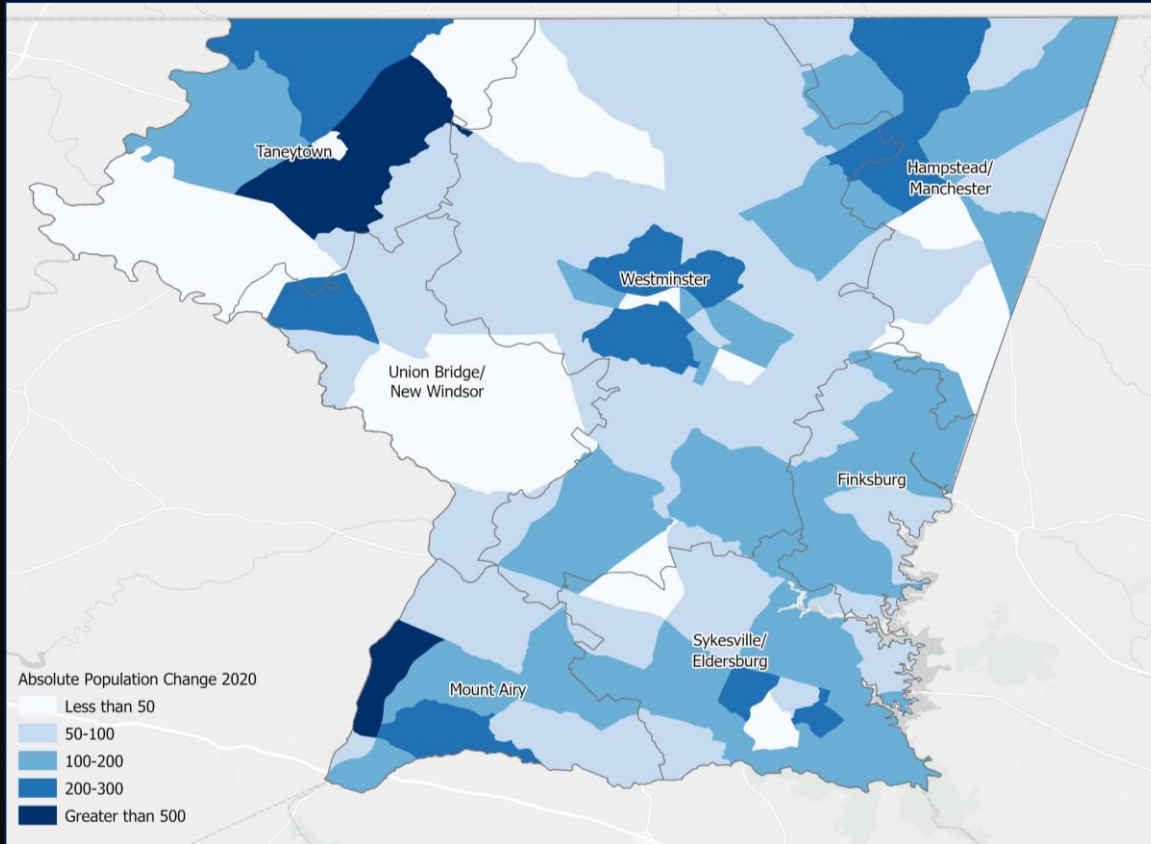 Taneytown
Hampstead/
Manchester
Westminster
Union Bridge/
New Windsor
Finksburg
Sykesville/
Eldersburg
Mount Airy
Absolute Population Change 2020
Less than 50
50-100
100-200
200-300
Greater than 500